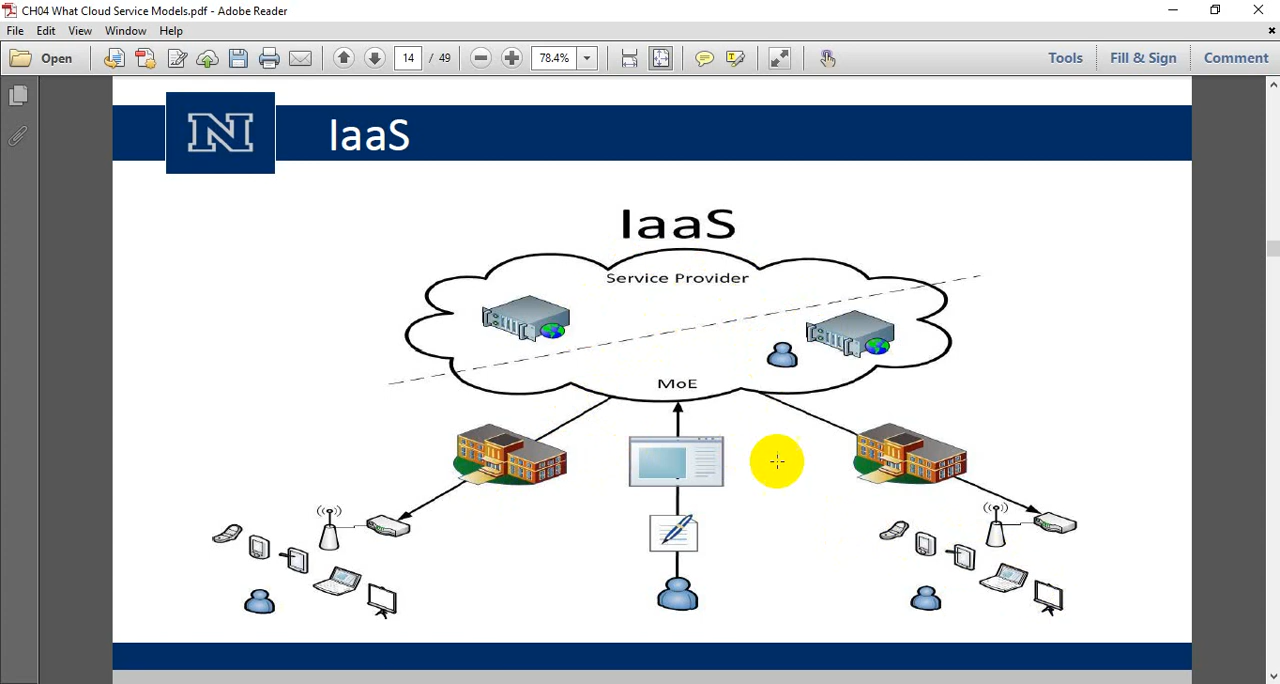 CH04 What Cloud Service Models.pdf - Adobe Reader
File Edit View Window Help
Open 14 / 49 78.4% Tools Fill & Sign Comment
N IaaS
IaaS
Service Provider
MoE